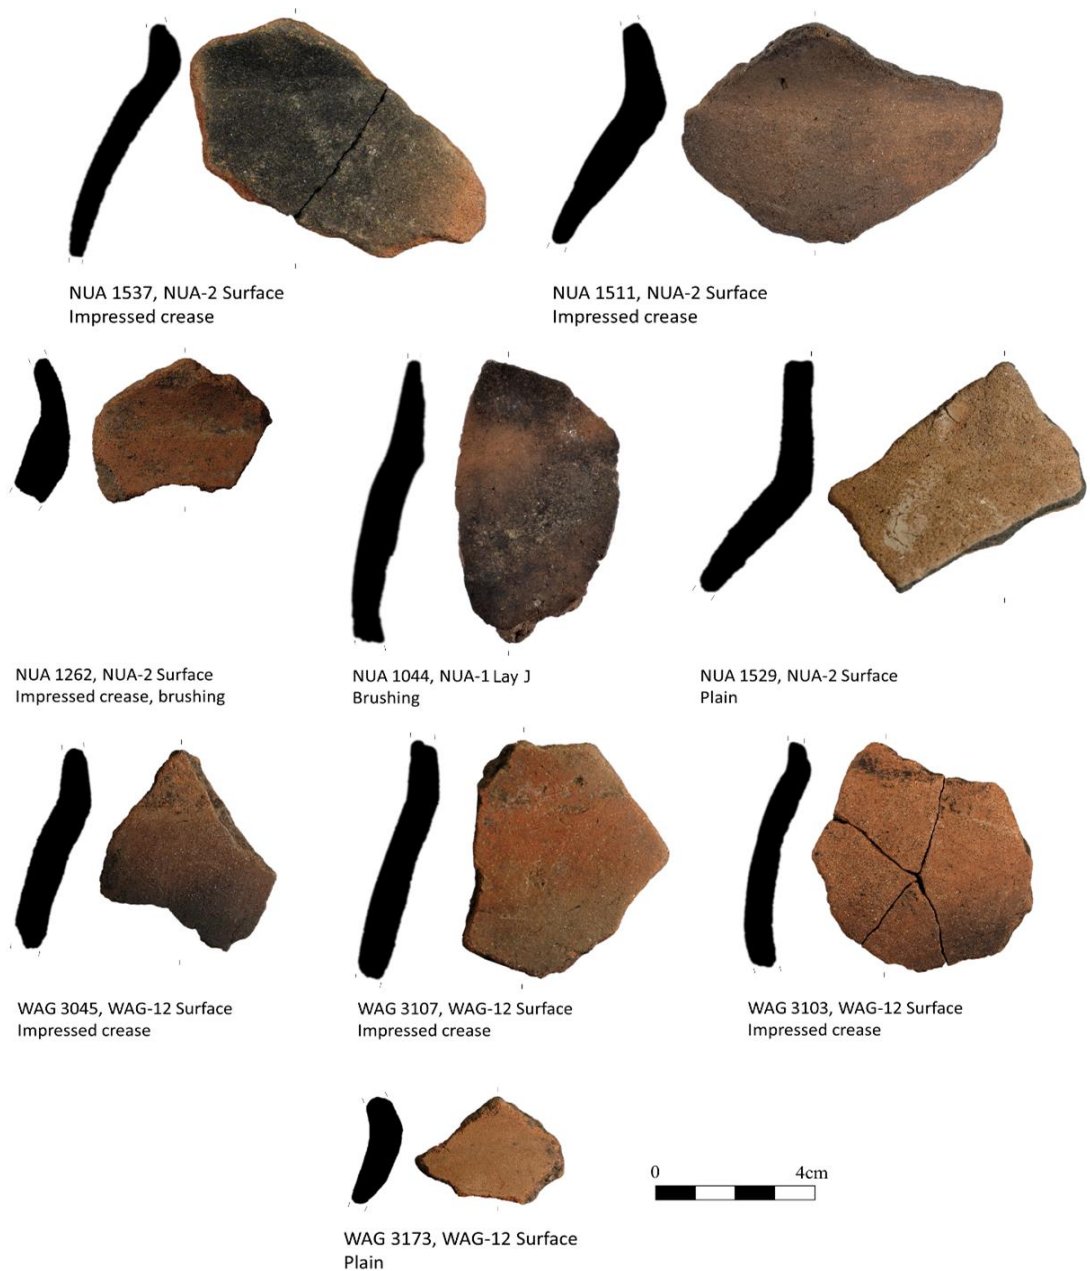 NUA 1537, NUA-2 Surface
Impressed crease
NUA 1511, NUA-2 Surface
Impressed crease
NUA 1262, NUA-2 Surface
Impressed crease, brushing
NUA 1044, NUA-1 Lay J
Brushing
NUA 1529, NUA-2 Surface
Plain
WAG 3045, WAG-12 Surface
Impressed crease
WAG 3107, WAG-12 Surface
Impressed crease
WAG 3103, WAG-12 Surface
Impressed crease
0 4cm
WAG 3173, WAG-12 Surface
Plain